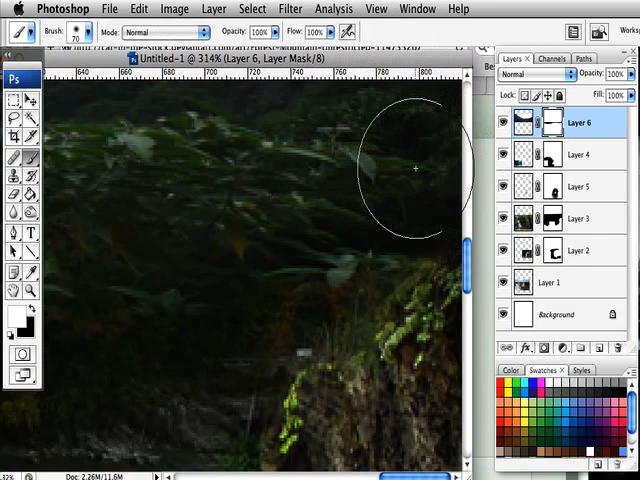 Photoshop File Edit Image Layer Select Filter Analysis View Window Help
Brush: 70 Mode: Normal Opacity: 100% Flow: 100%
Untitled-1 @ 314% (Layer 6, Layer Mask/8)
640 660 680 700 720 740 760 780 800
Ps
Layers × Channels Paths
Normal Opacity: 100%
Lock: Fill: 100%
Layer 6
Layer 4
Layer 5
Layer 3
Layer 2
Layer 1
Background
Color Swatches × Styles
Doc: 2.26M/11.6M